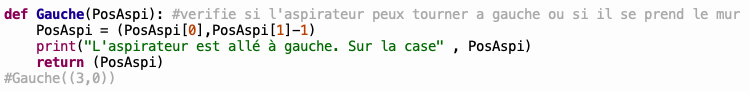 def Gauche(PosAspi): #verifie si l'aspirateur peux tourner a gauche ou si il se prend le mur
    PosAspi = (PosAspi[0],PosAspi[1]-1)
    print("L'aspirateur est allé à gauche. Sur la case" , PosAspi)
    return (PosAspi)
#Gauche((3,0))